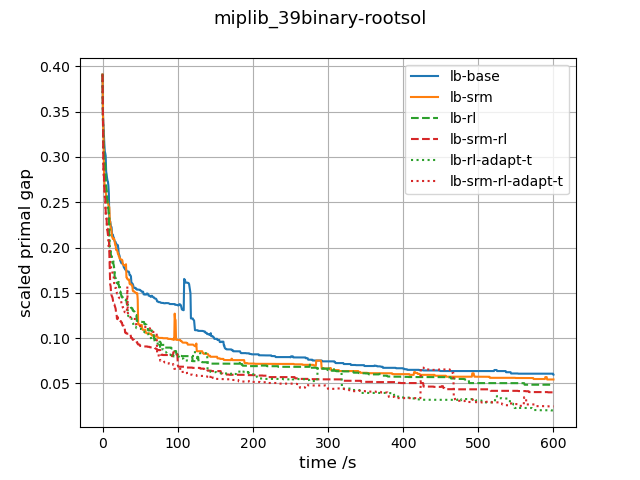 miplib_39binary-rootsol
scaled primal gap
0.40
0.35
0.30
0.25
0.20
0.15
0.10
0.05
lb-base
lb-srm
lb-rl
lb-srm-rl
lb-rl-adapt-t
lb-srm-rl-adapt-t
0
100
200
300
400
500
600
time /s